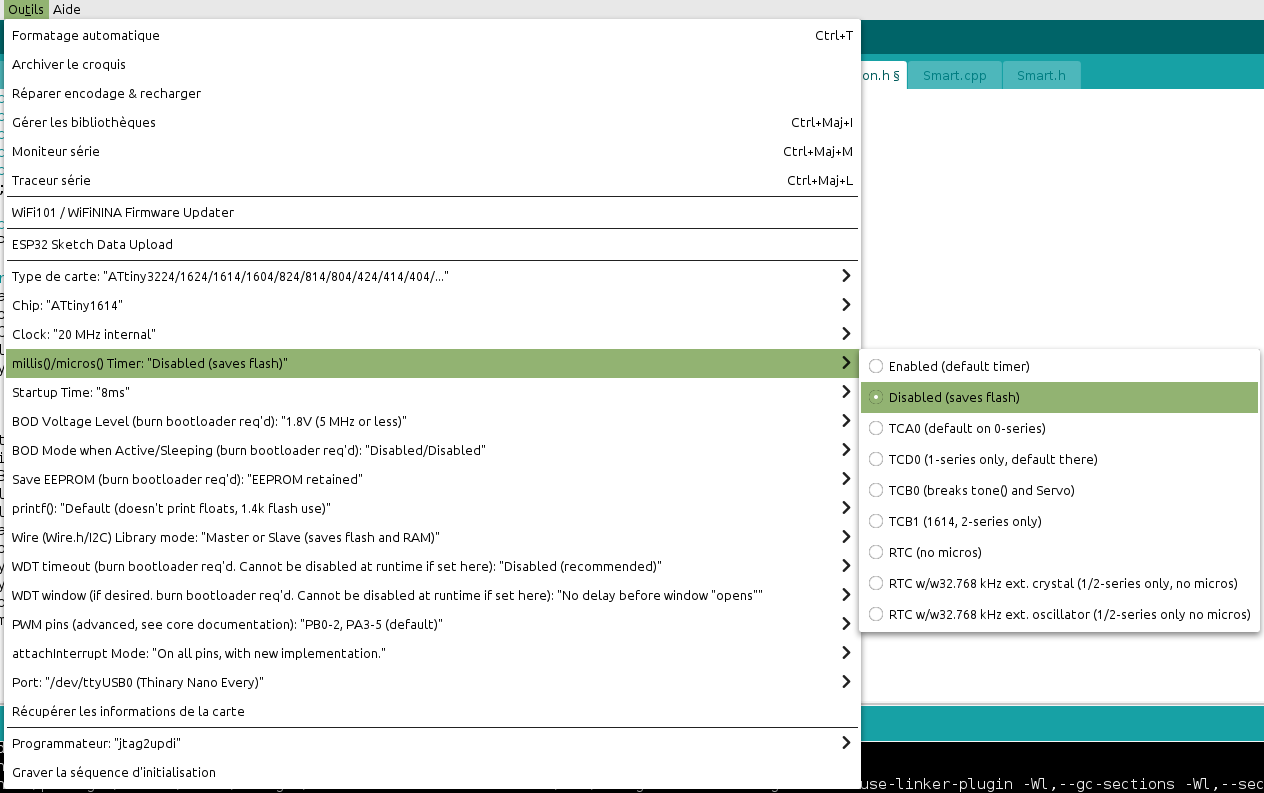 Outils Aide
Formatage automatique Ctrl+T
Archiver le croquis
on.h § Smart.cpp Smart.h
Réparer encodage & recharger
Gérer les bibliothèques Ctrl+Maj+I
Moniteur série Ctrl+Maj+M
Traceur série Ctrl+Maj+L
WiFi101 / WiFiNINA Firmware Updater
ESP32 Sketch Data Upload
Type de carte: "ATtiny3224/1624/1614/1604/824/814/804/424/414/404/..."
Chip: "ATtiny1614"
Clock: "20 MHz internal"
millis()/micros() Timer: "Disabled (saves flash)"
Startup Time: "8ms"
BOD Voltage Level (burn bootloader req'd): "1.8V (5 MHz or less)"
BOD Mode when Active/Sleeping (burn bootloader req'd): "Disabled/Disabled"
Save EEPROM (burn bootloader req'd): "EEPROM retained"
printf(): "Default (doesn't print floats, 1.4k flash use)"
Wire (Wire.h/I2C) Library mode: "Master or Slave (saves flash and RAM)"
WDT timeout (burn bootloader req'd. Cannot be disabled at runtime if set here): "Disabled (recommended)"
WDT window (if desired. burn bootloader req'd. Cannot be disabled at runtime if set here): "No delay before window "opens""
PWM pins (advanced, see core documentation): "PB0-2, PA3-5 (default)"
attachInterrupt Mode: "On all pins, with new implementation."
Port: "/dev/ttyUSB0 (Thinary Nano Every)"
Récupérer les informations de la carte
Programmateur: "jtag2updi"
Graver la séquence d'initialisation
Enabled (default timer)
Disabled (saves flash)
TCA0 (default on 0-series)
TCD0 (1-series only, default there)
TCB0 (breaks tone() and Servo)
TCB1 (1614, 2-series only)
RTC (no micros)
RTC w/w32.768 kHz ext. crystal (1/2-series only, no micros)
RTC w/w32.768 kHz ext. oscillator (1/2-series only no micros)
use-linker-plugin -Wl,--gc-sections -Wl,--sec